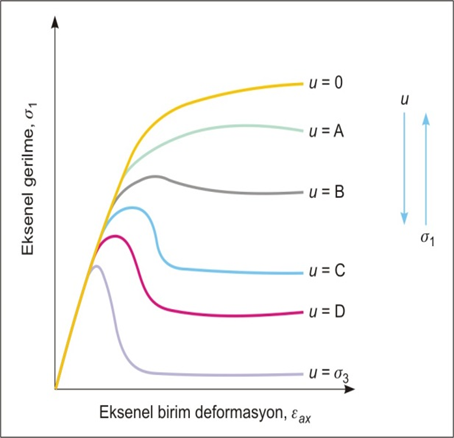 Eksenel gerilme, σ₁
u = 0
u = A
u = B
u = C
u = D
u = σ₃
u
σ₁
Eksenel birim deformasyon, εₐₓ